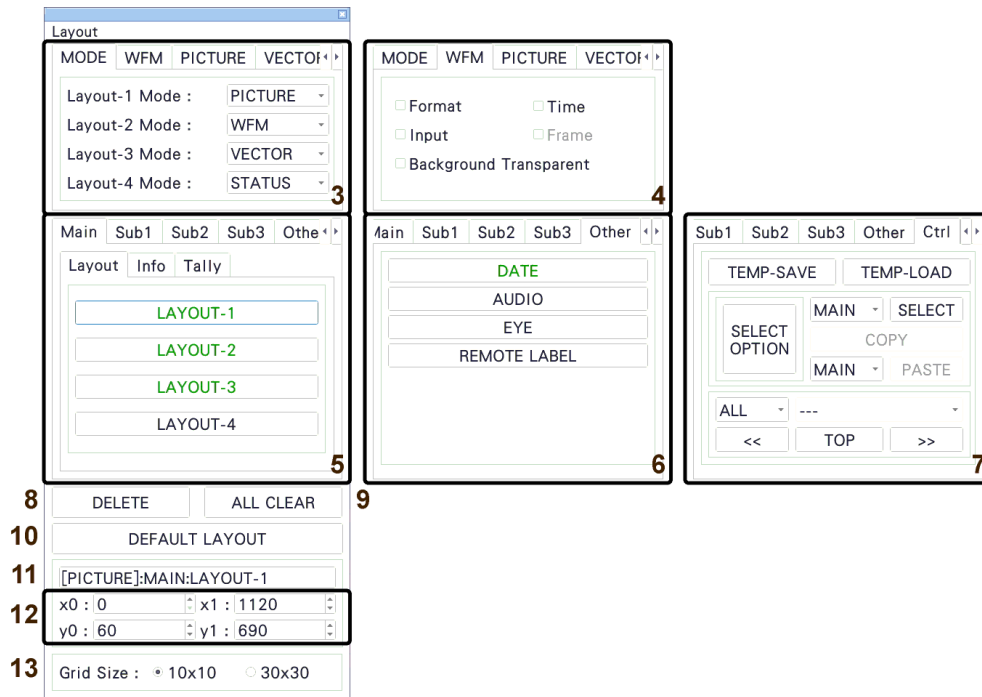 Layout
MODE WFM PICTURE VECTOR
Layout-1 Mode : PICTURE
Layout-2 Mode : WFM
Layout-3 Mode : VECTOR
Layout-4 Mode : STATUS
3
MODE WFM PICTURE VECTOR
Format Time
Input Frame
Background Transparent
4
Main Sub1 Sub2 Sub3 Othe
Layout Info Tally
LAYOUT-1
LAYOUT-2
LAYOUT-3
LAYOUT-4
5
Main Sub1 Sub2 Sub3 Other
DATE
AUDIO
EYE
REMOTE LABEL
6
Sub1 Sub2 Sub3 Other Ctrl
TEMP-SAVE TEMP-LOAD
SELECT
OPTION
MAIN SELECT
COPY
MAIN PASTE
ALL ---
<< TOP >>
7
8 DELETE ALL CLEAR 9
10 DEFAULT LAYOUT
11 [PICTURE]:MAIN:LAYOUT-1
12
x0 : 0 x1 : 1120
y0 : 60 y1 : 690
13 Grid Size : 10x10 30x30